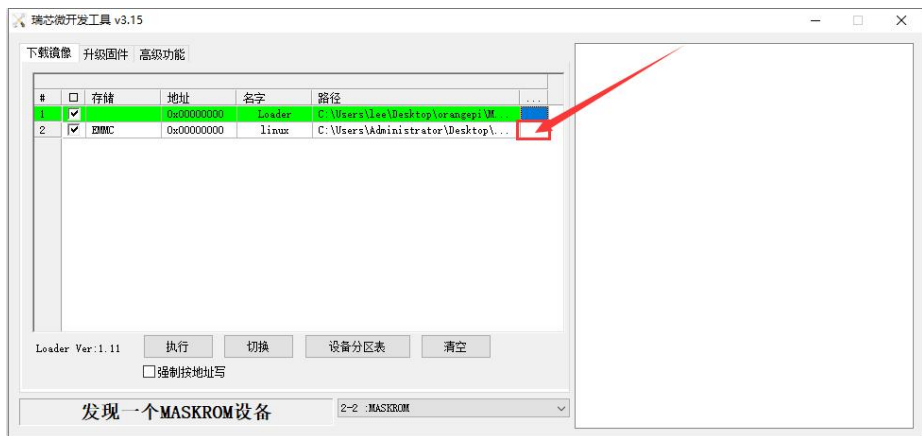 瑞芯微开发工具 v3.15
下载镜像 升级固件 高级功能
# 存储 地址 名字 路径 ...
1 0x00000000 Loader C:\Users\lee\Desktop\orangepi\M...
2 EMMC 0x00000000 linux C:\Users\Administrator\Desktop\...
Loader Ver:1.11 执行 切换 设备分区表 清空
强制按地址写
发现一个MASKROM设备 2-2 :MASKROM